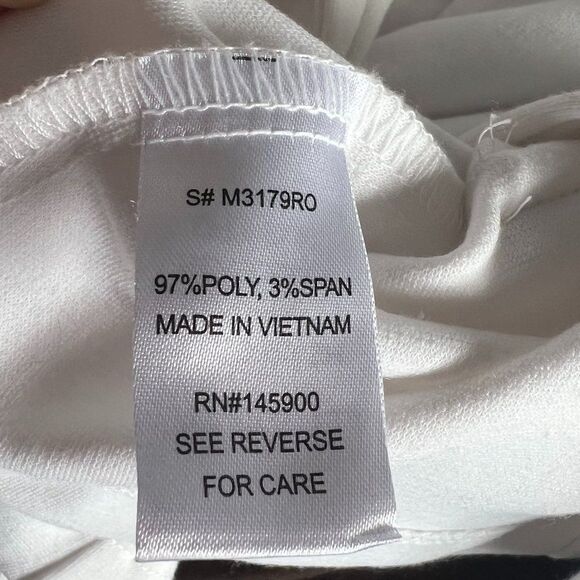 S# M3179RO
97%POLY, 3%SPAN
MADE IN VIETNAM
RN#145900
SEE REVERSE
FOR CARE